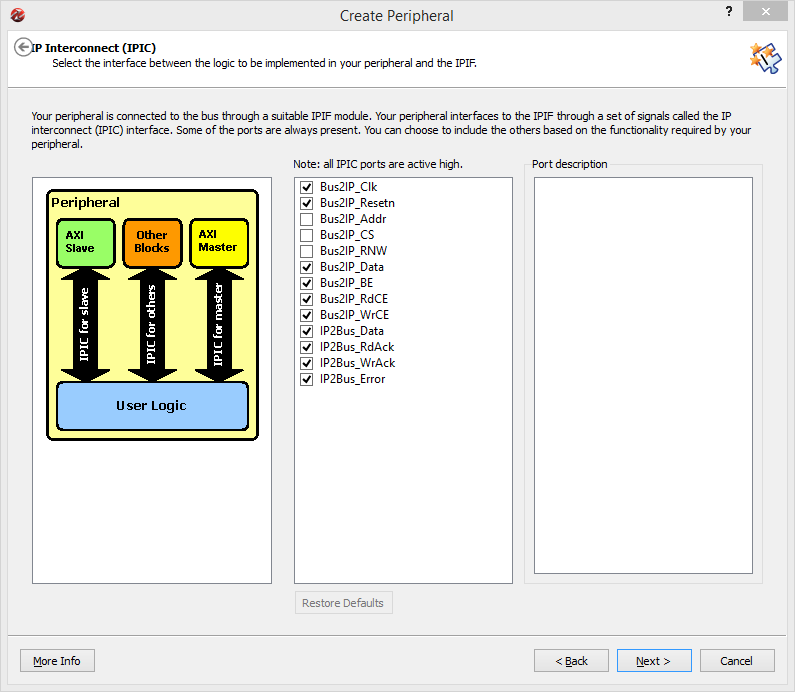 Create Peripheral
?
IP Interconnect (IPIC)
Select the interface between the logic to be implemented in your peripheral and the IPIF.
Your peripheral is connected to the bus through a suitable IPIF module. Your peripheral interfaces to the IPIF through a set of signals called the IP
interconnect (IPIC) interface. Some of the ports are always present. You can choose to include the others based on the functionality required by your
peripheral.
Note: all IPIC ports are active high.
Port description
Peripheral
AXI
Slave
Other
Blocks
AXI
Master
IPIC for slave
IPIC for others
IPIC for master
User Logic
Bus2IP_Clk
Bus2IP_Resetn
Bus2IP_Addr
Bus2IP_CS
Bus2IP_RNW
Bus2IP_Data
Bus2IP_BE
Bus2IP_RdCE
Bus2IP_WrCE
IP2Bus_Data
IP2Bus_RdAck
IP2Bus_WrAck
IP2Bus_Error
Restore Defaults
More Info
< Back
Next >
Cancel